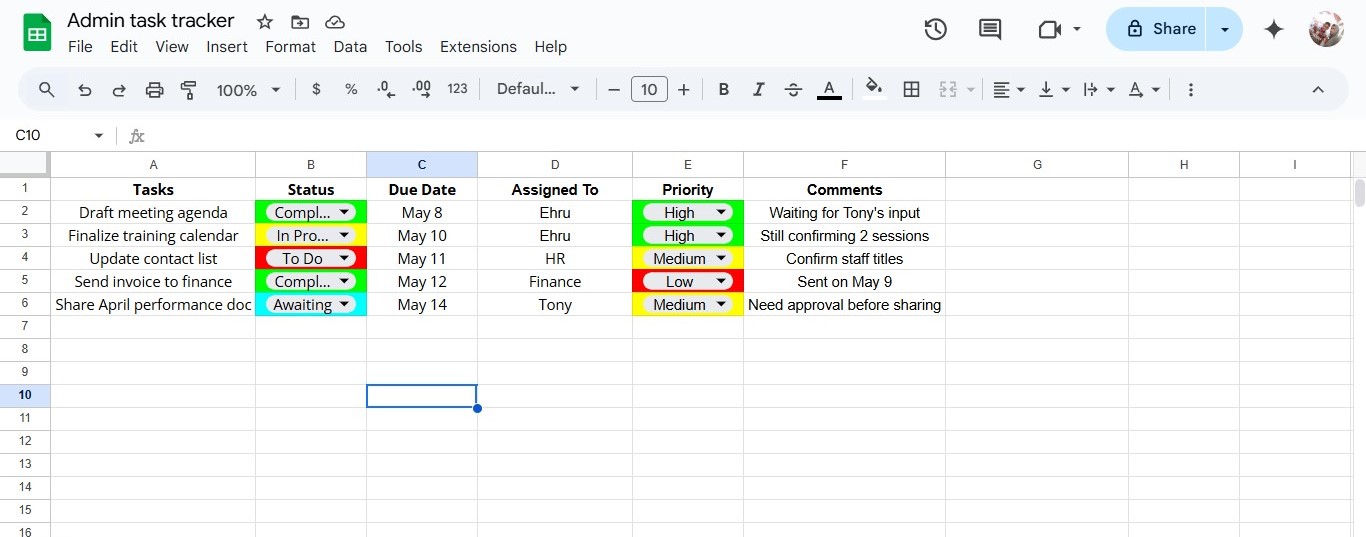 Admin task tracker
File Edit View Insert Format Data Tools Extensions Help
Share
100% $ % .0 .00 123 Defaul... 10 B I A A
C10 fx
A B C D E F G H I
1 Tasks Status Due Date Assigned To Priority Comments
2 Draft meeting agenda Compl... May 8 Ehru High Waiting for Tony's input
3 Finalize training calendar In Pro... May 10 Ehru High Still confirming 2 sessions
4 Update contact list To Do May 11 HR Medium Confirm staff titles
5 Send invoice to finance Compl... May 12 Finance Low Sent on May 9
6 Share April performance doc Awaiting May 14 Tony Medium Need approval before sharing
7
8
9
10
11
12
13
14
15
16